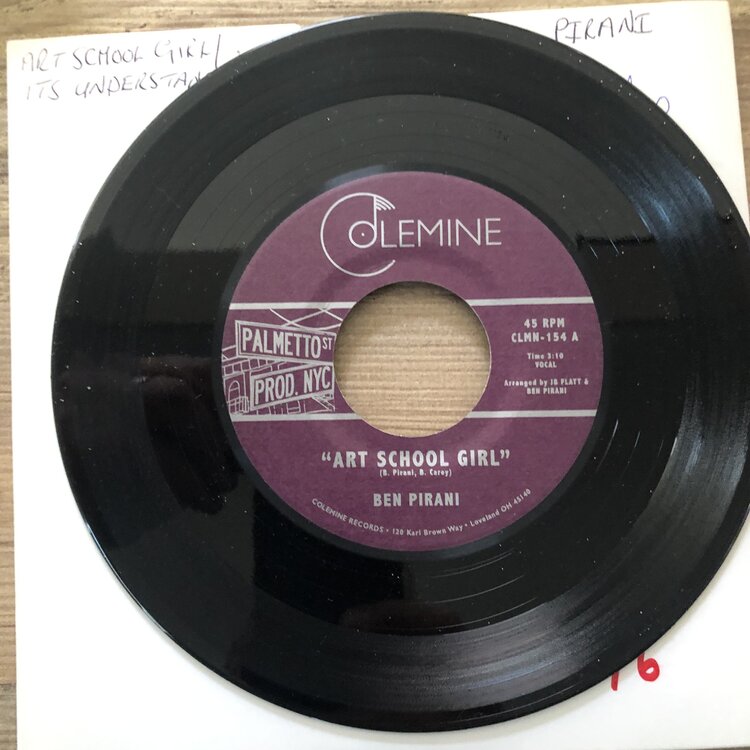 ART SCHOOL GIRL/
ITS
PIRANI
COLEMINE
PALMETTO ST
PROD. NYC
45 RPM
CLMN-154 A
Time 3:10
VOCAL
Arranged by IB PLATT &
BEN PIRANI
"ART SCHOOL GIRL"
(B. Pirani, B. Carey)
BEN PIRANI
COLEMINE RECORDS • 120 Karl Brown Way • Loveland OH 45140